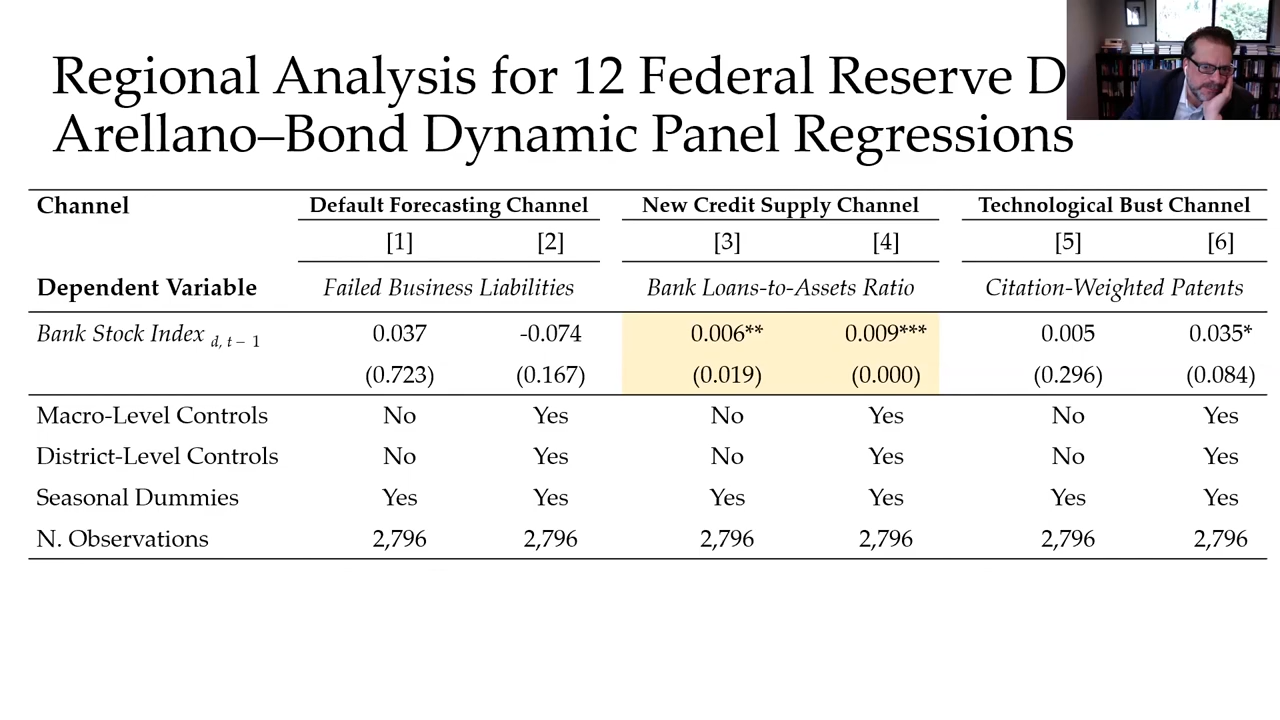 Regional Analysis for 12 Federal Reserve D
Arellano–Bond Dynamic Panel Regressions
Channel Default Forecasting Channel New Credit Supply Channel Technological Bust Channel
[1] [2] [3] [4] [5] [6]
Dependent Variable Failed Business Liabilities Bank Loans-to-Assets Ratio Citation-Weighted Patents
Bank Stock Index d, t − 1 0.037 -0.074 0.006** 0.009*** 0.005 0.035*
(0.723) (0.167) (0.019) (0.000) (0.296) (0.084)
Macro-Level Controls No Yes No Yes No Yes
District-Level Controls No Yes No Yes No Yes
Seasonal Dummies Yes Yes Yes Yes Yes Yes
N. Observations 2,796 2,796 2,796 2,796 2,796 2,796